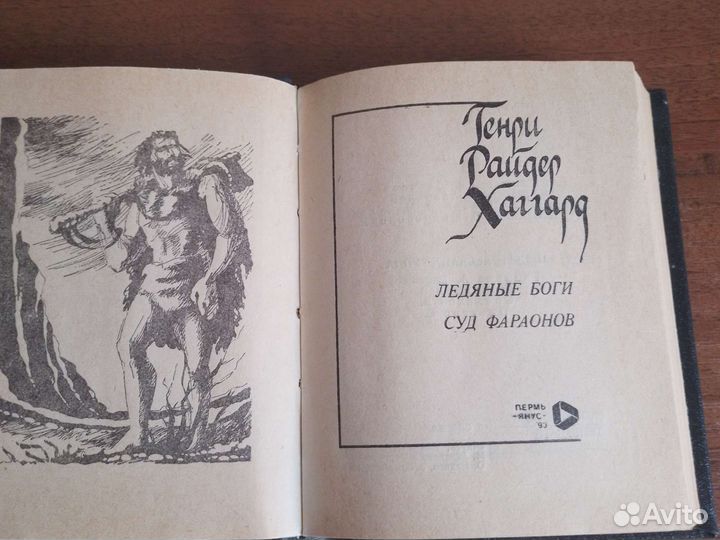 Генри
Райдер
Хаггард
ЛЕДЯНЫЕ БОГИ
СУД ФАРАОНОВ
ПЕРМЬ
-ЯНУС-
'93
Avito